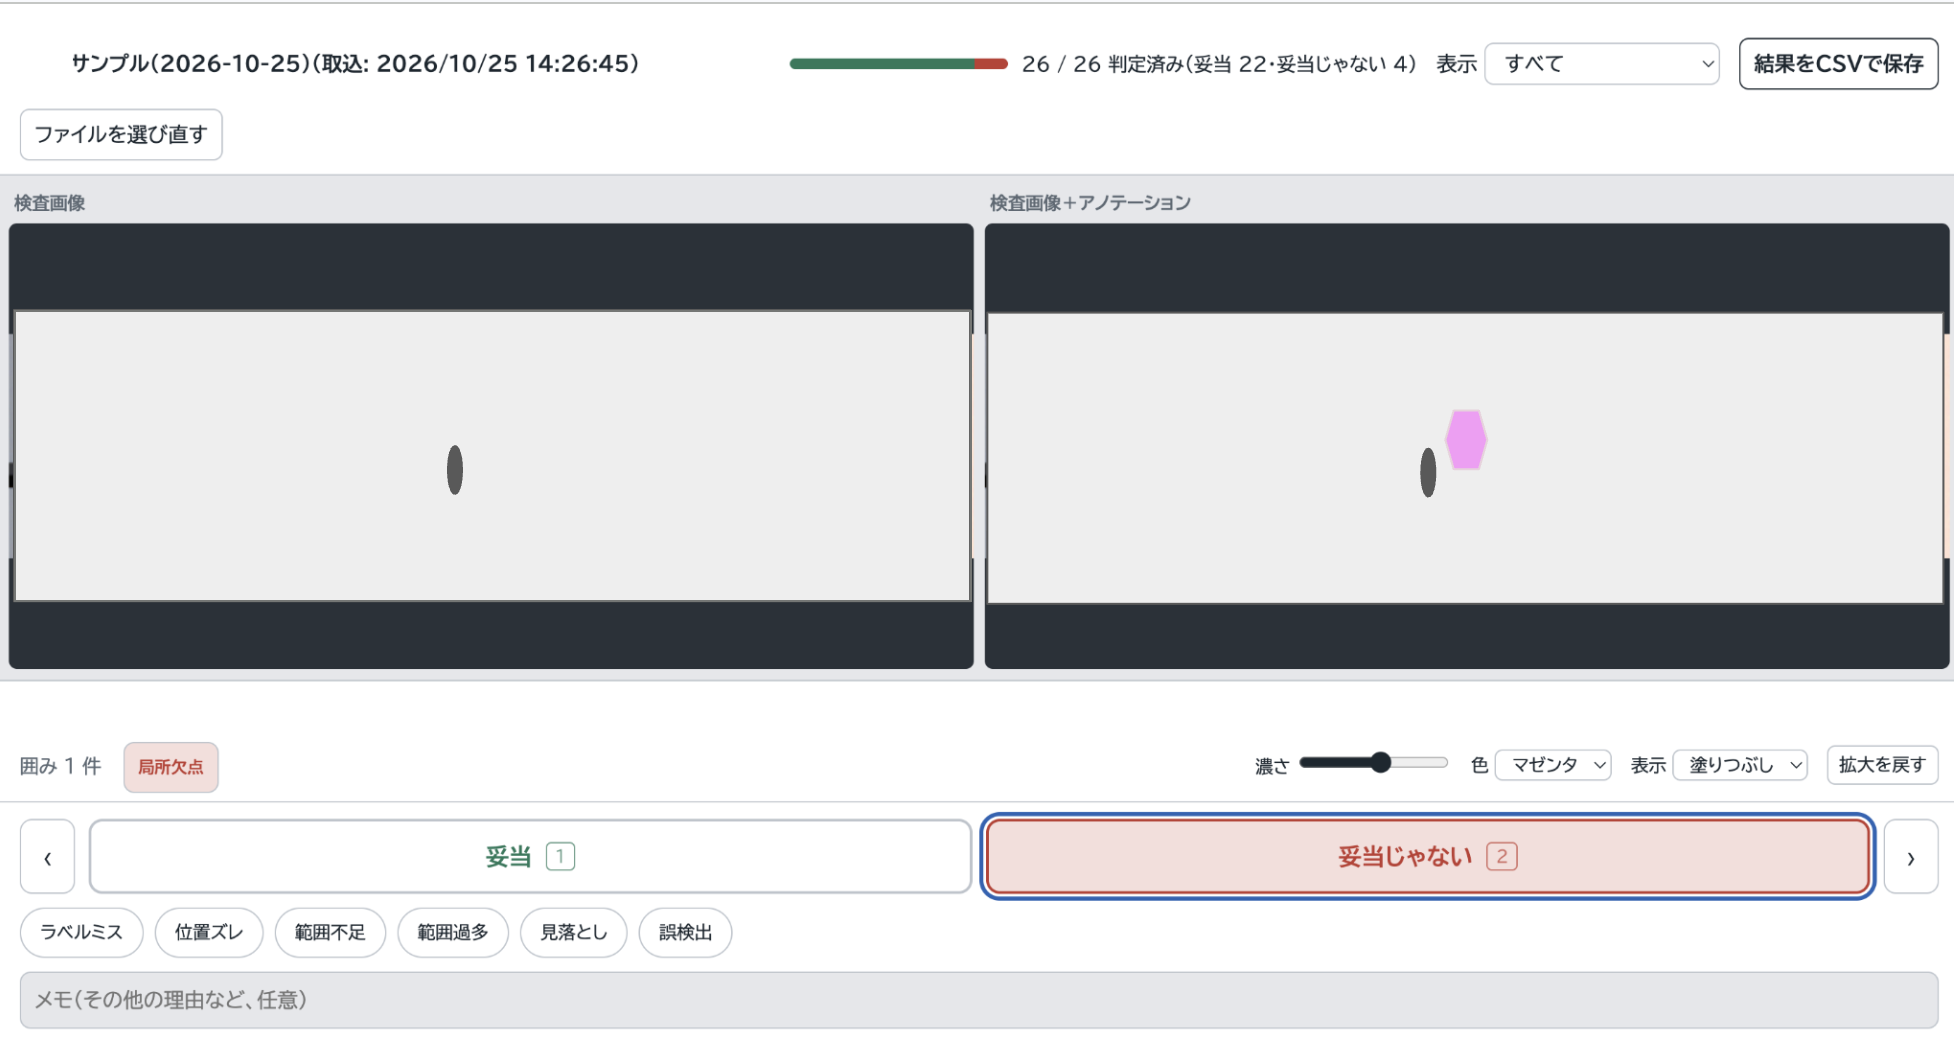 サンプル(2026-10-25)(取込: 2026/10/25 14:26:45)
26 / 26 判定済み(妥当 22・妥当じゃない 4)
表示 すべて
結果をCSVで保存
ファイルを選び直す
検査画像
検査画像+アノテーション
囲み 1 件
局所欠点
濃さ
色 マゼンタ
表示 塗りつぶし
拡大を戻す
‹
妥当 1
妥当じゃない 2
›
ラベルミス
位置ズレ
範囲不足
範囲過多
見落とし
誤検出
メモ(その他の理由など、任意)